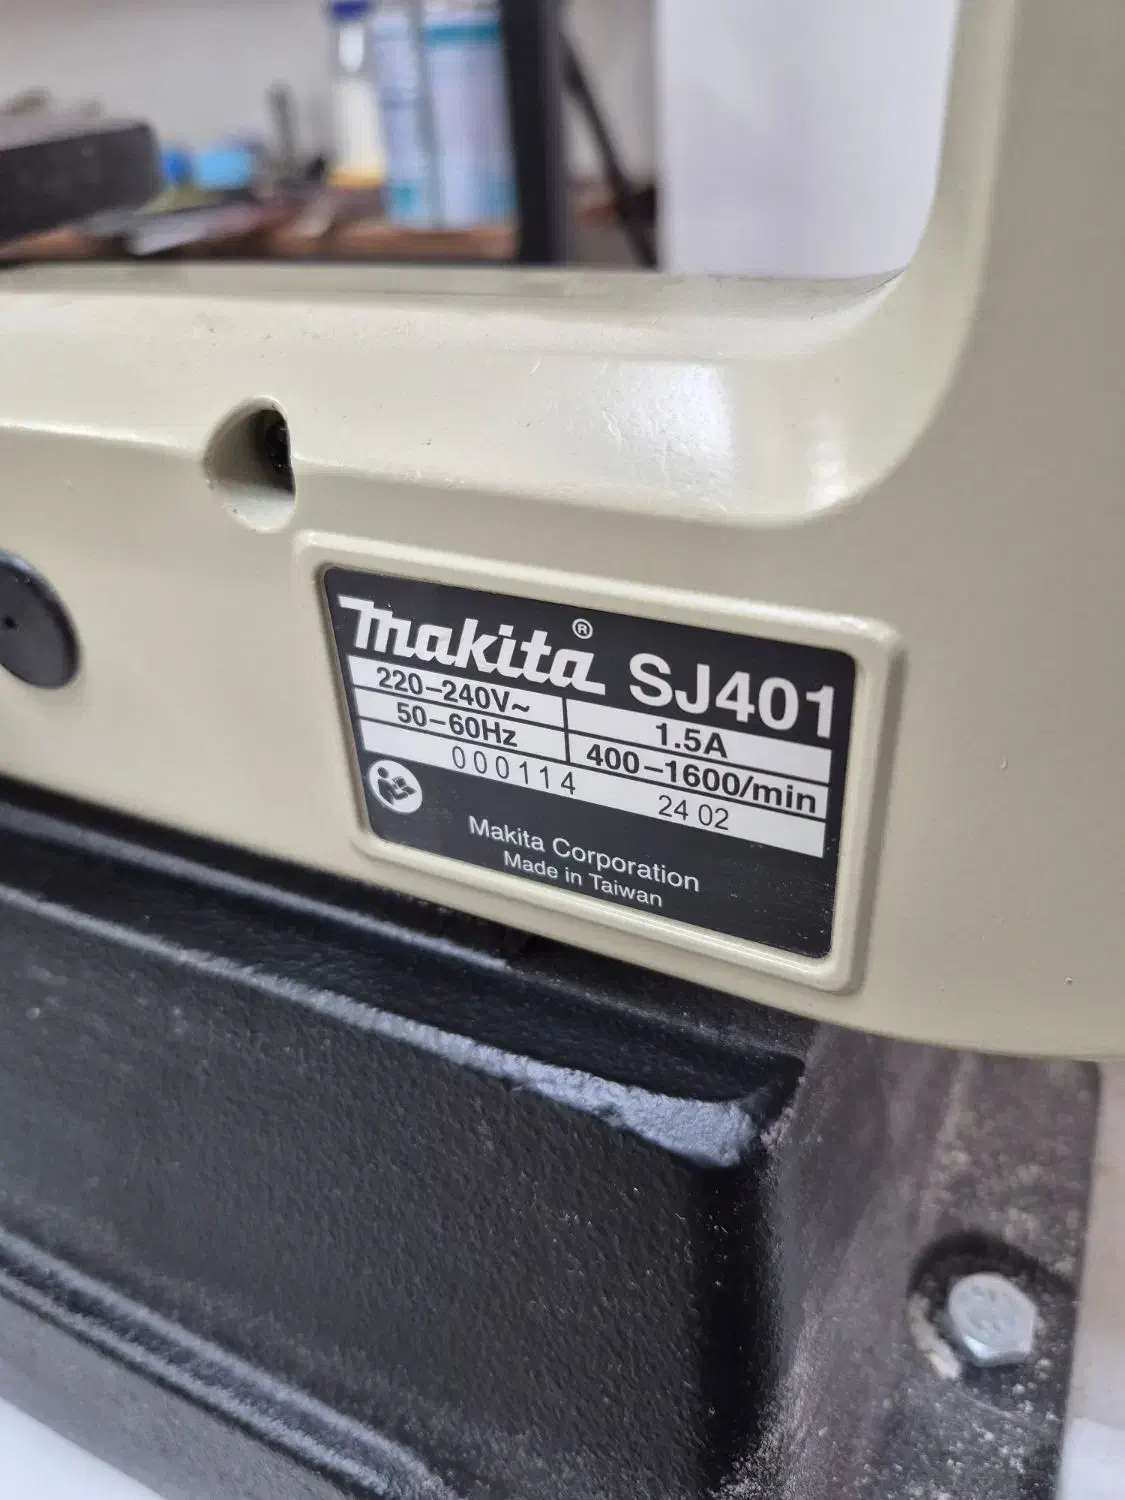 makita® SJ401
220–240V~ 1.5A
50–60Hz 400–1600/min
000114 24 02
Makita Corporation
Made in Taiwan